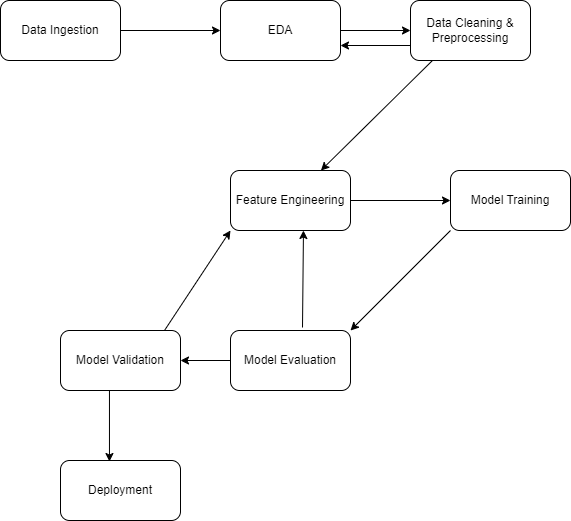 Data Ingestion
EDA
Data Cleaning &
Preprocessing
Feature Engineering
Model Training
Model Validation
Model Evaluation
Deployment